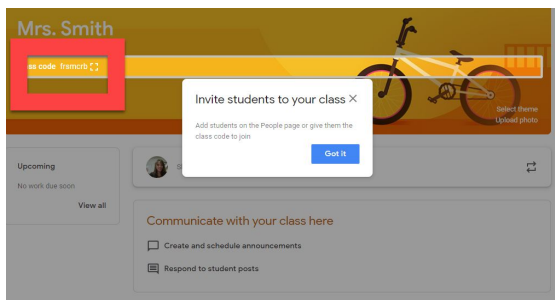 Mrs. Smith
ss code framcrb
Invite students to your class
Select theme
Upload photo
Add students on the People page or give them the
class code to join
Got it
Upcoming
No work due soon
View all
Communicate with your class here
Create and schedule announcements
Respond to student posts